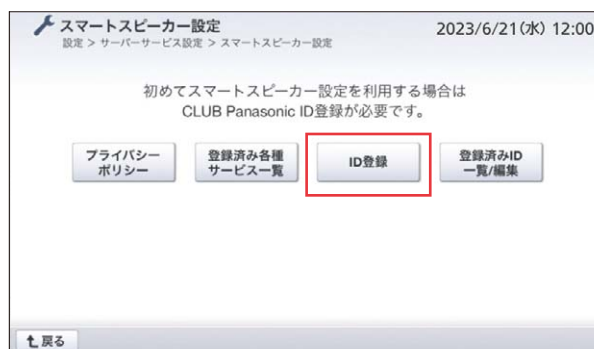 スマートスピーカー設定
2023/6/21(水) 12:00
設定 > サーバーサービス設定 > スマートスピーカー設定
初めてスマートスピーカー設定を利用する場合は
CLUB Panasonic ID登録が必要です。
プライバシー
ポリシー
登録済み各種
サービス一覧
ID登録
登録済みID
一覧/編集
戻る